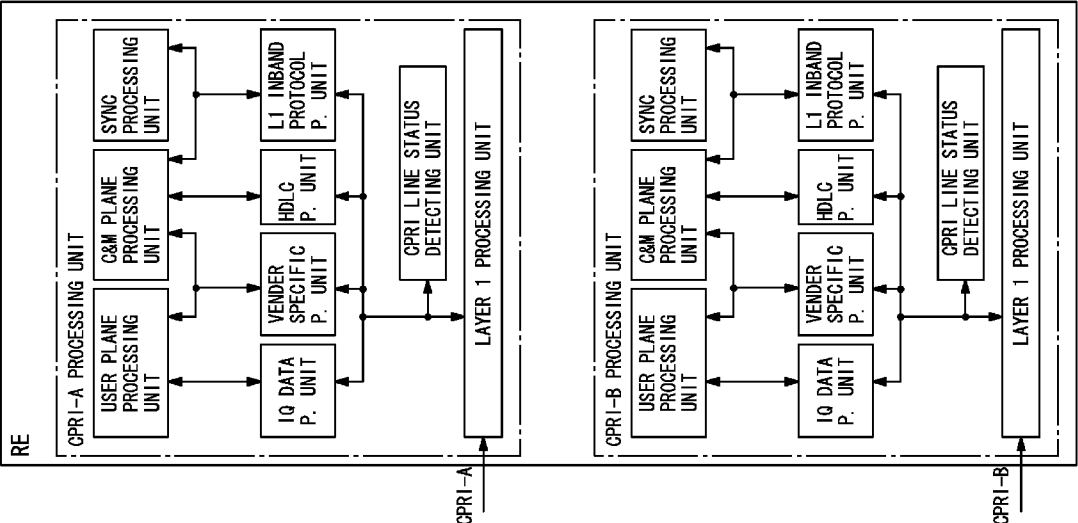 RE
CPRI-A PROCESSING UNIT
USER PLANE
PROCESSING
UNIT
C&M PLANE
PROCESSING
UNIT
SYNC
PROCESSING
UNIT
IQ DATA
P. UNIT
VENDER
SPECIFIC
P. UNIT
HDLC
P. UNIT
L1 INBAND
PROTOCOL
P. UNIT
CPRI LINE STATUS
DETECTING UNIT
LAYER 1 PROCESSING UNIT
CPRI-A
CPRI-B PROCESSING UNIT
USER PLANE
PROCESSING
UNIT
C&M PLANE
PROCESSING
UNIT
SYNC
PROCESSING
UNIT
IQ DATA
P. UNIT
VENDER
SPECIFIC
P. UNIT
HDLC
P. UNIT
L1 INBAND
PROTOCOL
P. UNIT
CPRI LINE STATUS
DETECTING UNIT
LAYER 1 PROCESSING UNIT
CPRI-B